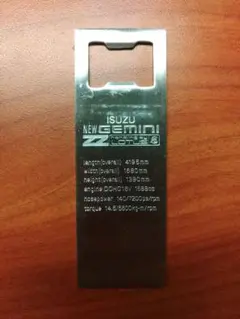 ISUZU
NEW GEMINI
ZZ
length(overall) 4195mm
width(overall) 1680mm
height(overall) 1390mm
engine:DOHC16V 1588cc
horsepower 140/7200ps/rpm
torque 14.5/5600kg-m/rpm